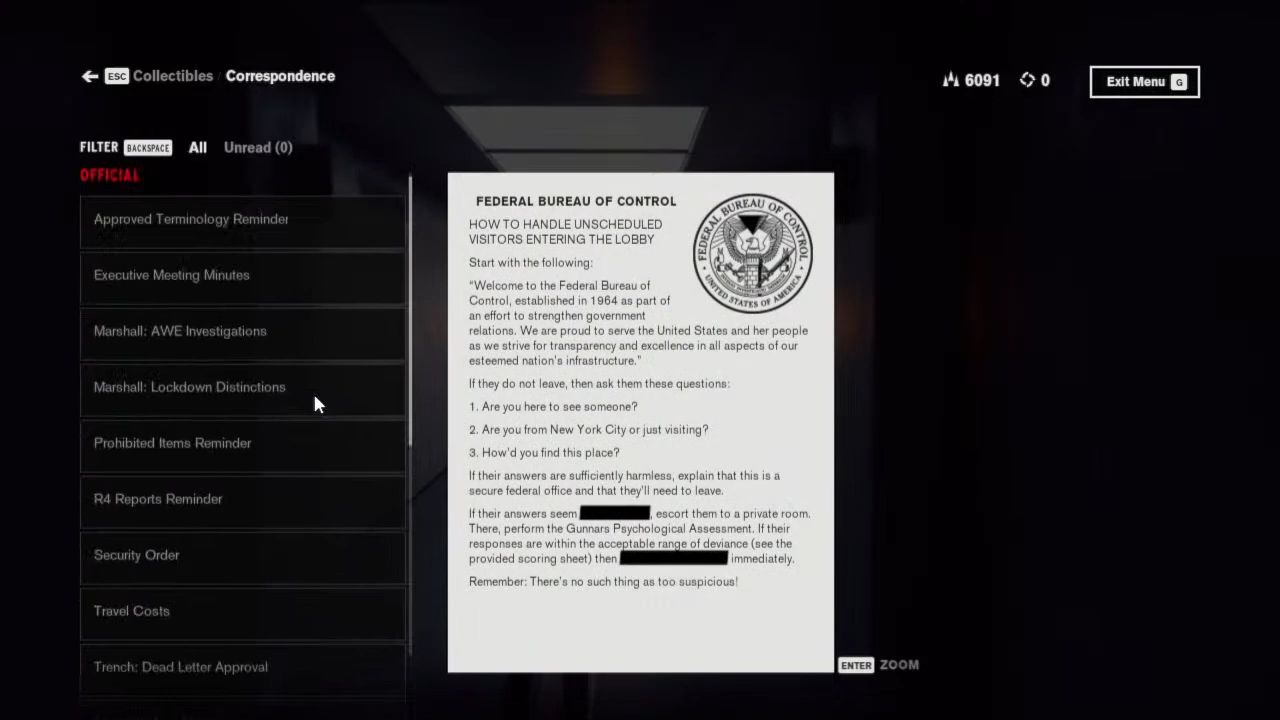 ESC Collectibles / Correspondence
6091 0 Exit Menu G
FILTER BACKSPACE All Unread (0)
OFFICIAL
Approved Terminology Reminder
Executive Meeting Minutes
Marshall: AWE Investigations
Marshall: Lockdown Distinctions
Prohibited Items Reminder
R4 Reports Reminder
Security Order
Travel Costs
Trench: Dead Letter Approval
FEDERAL BUREAU OF CONTROL
HOW TO HANDLE UNSCHEDULED
VISITORS ENTERING THE LOBBY
FEDERAL BUREAU OF CONTROL
• UNITED STATES OF AMERICA •
Start with the following:
“Welcome to the Federal Bureau of
Control, established in 1964 as part of
an effort to strengthen government
relations. We are proud to serve the United States and her people
as we strive for transparency and excellence in all aspects of our
esteemed nation's infrastructure.”
If they do not leave, then ask them these questions:
1. Are you here to see someone?
2. Are you from New York City or just visiting?
3. How'd you find this place?
If their answers are sufficiently harmless, explain that this is a
secure federal office and that they'll need to leave.
If their answers seem , escort them to a private room.
There, perform the Gunnars Psychological Assessment. If their
responses are within the acceptable range of deviance (see the
provided scoring sheet) then immediately.
Remember: There's no such thing as too suspicious!
ENTER ZOOM